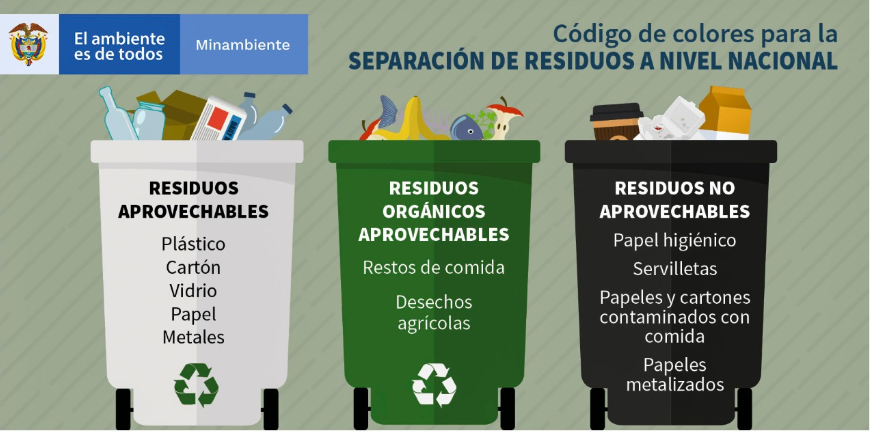 El ambiente
es de todos
Minambiente
Código de colores para la
SEPARACIÓN DE RESIDUOS A NIVEL NACIONAL
RESIDUOS
APROVECHABLES
Plástico
Cartón
Vidrio
Papel
Metales
RESIDUOS
ORGÁNICOS
APROVECHABLES
Restos de comida
Desechos
agrícolas
RESIDUOS NO
APROVECHABLES
Papel higiénico
Servilletas
Papeles y cartones
contaminados con
comida
Papeles
metalizados